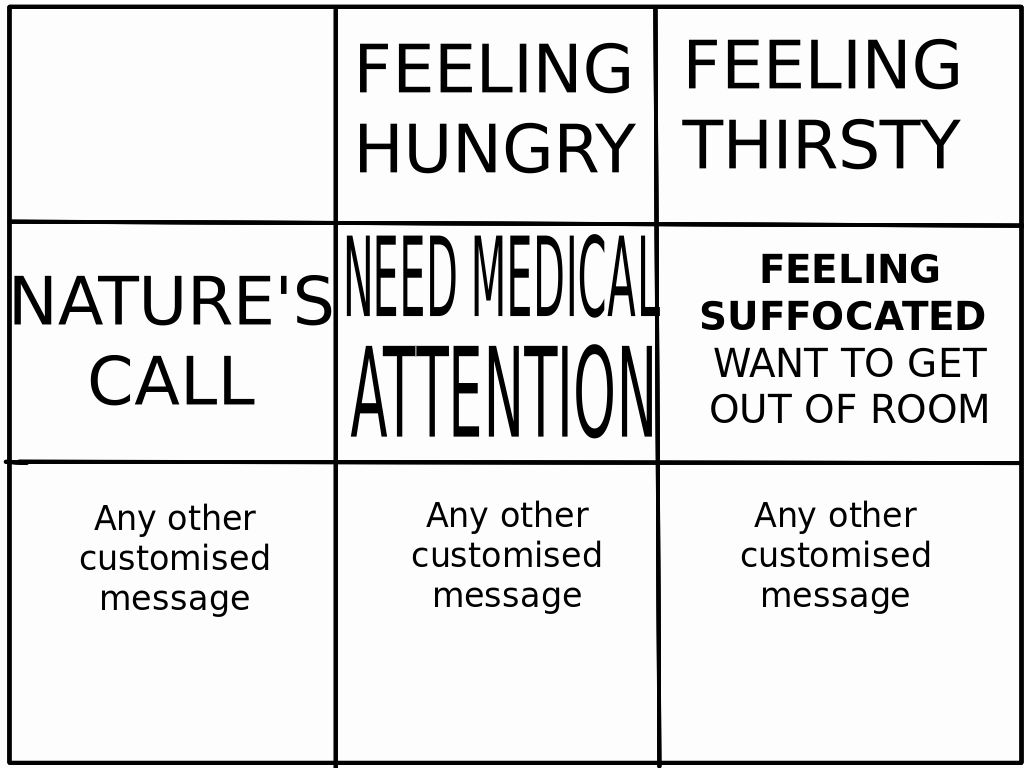 FEELING
HUNGRY
FEELING
THIRSTY
NATURE'S
CALL
NEED MEDICAL
ATTENTION
FEELING
SUFFOCATED
WANT TO GET
OUT OF ROOM
Any other
customised
message
Any other
customised
message
Any other
customised
message